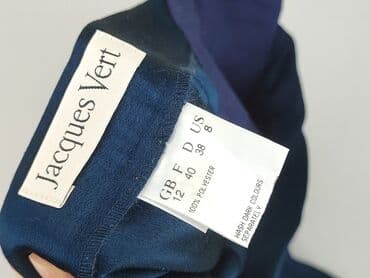 Jacques Vert
GB F D US
12 40 38 8
100% POLYESTER
WASH DARK COLOURS
SEPARATELY